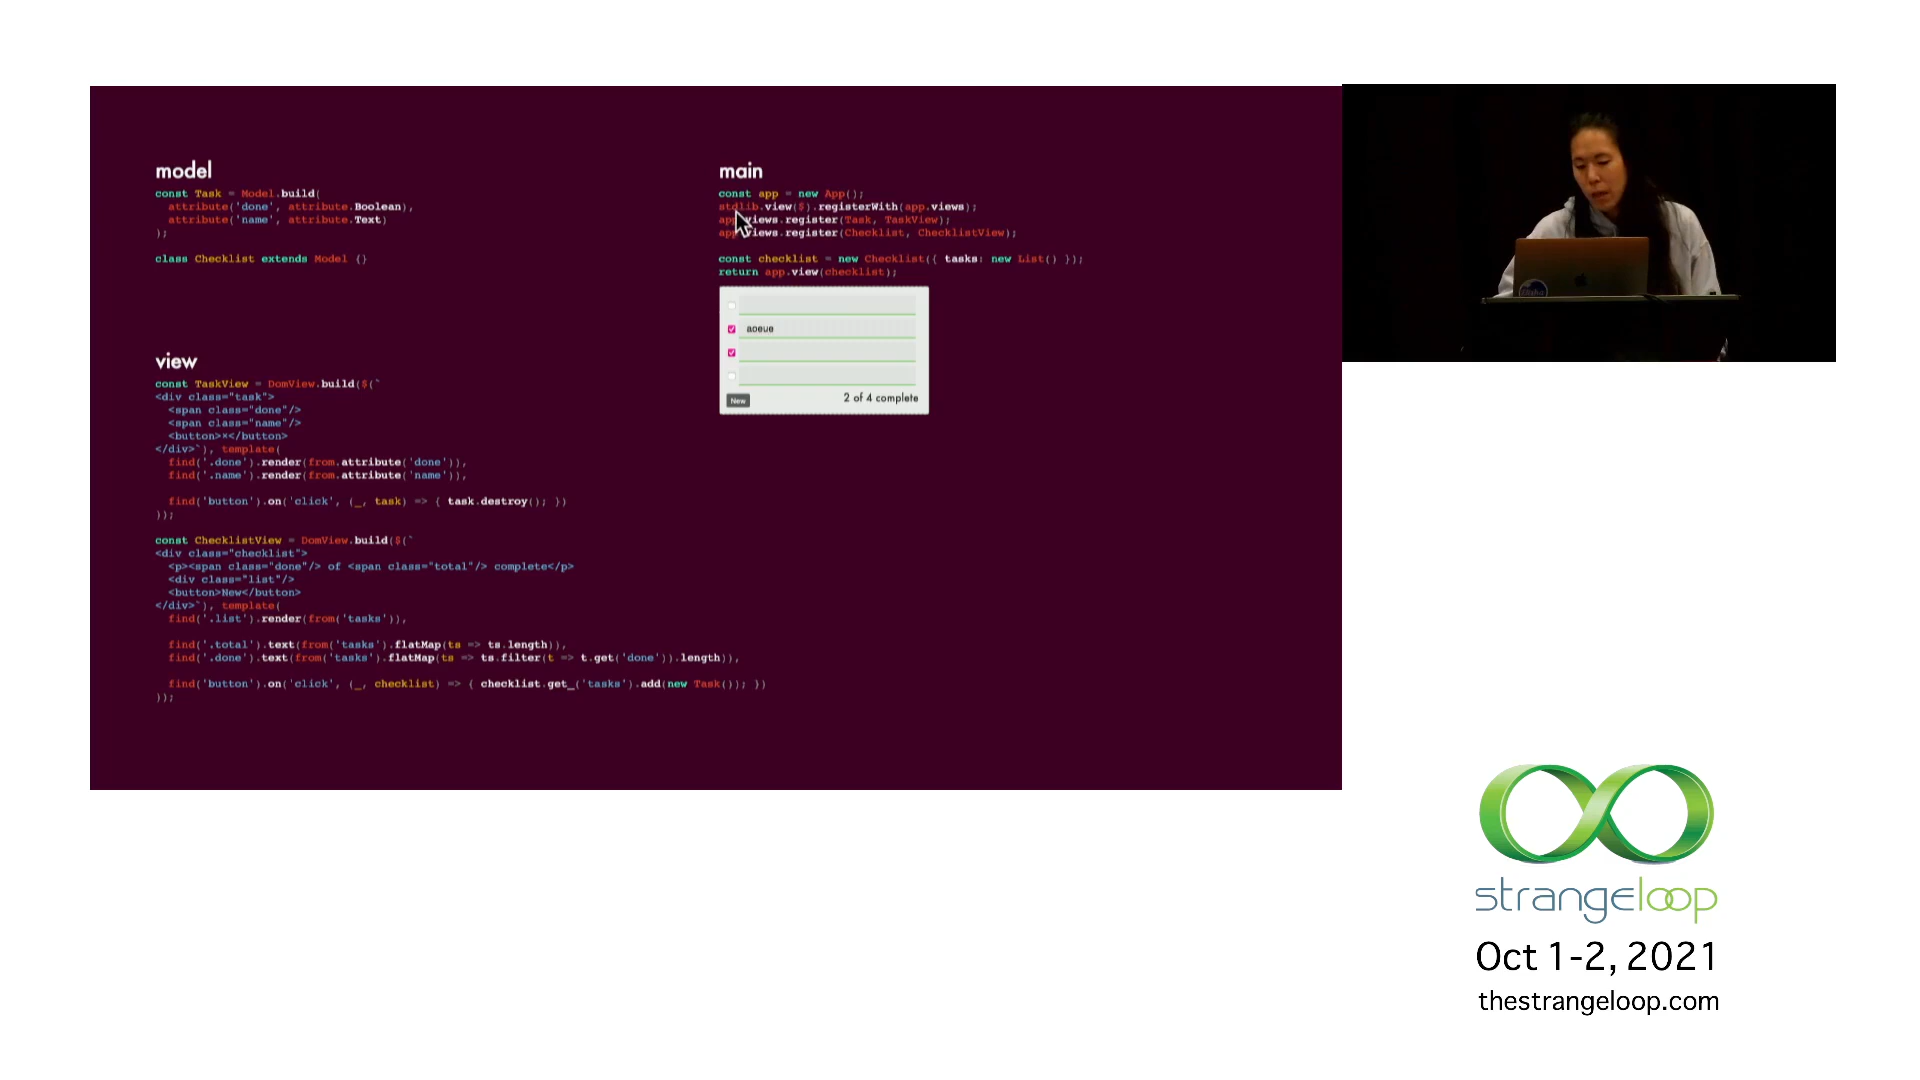 model
const Task = Model.build(
  attribute('done', attribute.Boolean),
  attribute('name', attribute.Text)
);
class Checklist extends Model {}
view
const TaskView = DomView.build($(`
<div class="task">
  <span class="done"/>
  <span class="name"/>
  <button>×</button>
</div>`), template(
  find('.done').render(from.attribute('done')),
  find('.name').render(from.attribute('name')),
  find('button').on('click', (_, task) => { task.destroy(); })
));
const ChecklistView = DomView.build($(`
<div class="checklist">
  <p><span class="done"/> of <span class="total"/> complete</p>
  <div class="list"/>
  <button>New</button>
</div>`), template(
  find('.list').render(from('tasks')),
  find('.total').text(from('tasks').flatMap(ts => ts.length)),
  find('.done').text(from('tasks').flatMap(ts => ts.filter(t => t.get('done')).length)),
  find('button').on('click', (_, checklist) => { checklist.get_('tasks').add(new Task()); })
));
main
const app = new App();
stdlib.view($).registerWith(app.views);
app.views.register(Task, TaskView);
app.views.register(Checklist, ChecklistView);
const checklist = new Checklist({ tasks: new List() });
return app.view(checklist);
aoeue
New
2 of 4 complete
strangeloop
Oct 1-2, 2021
thestrangeloop.com